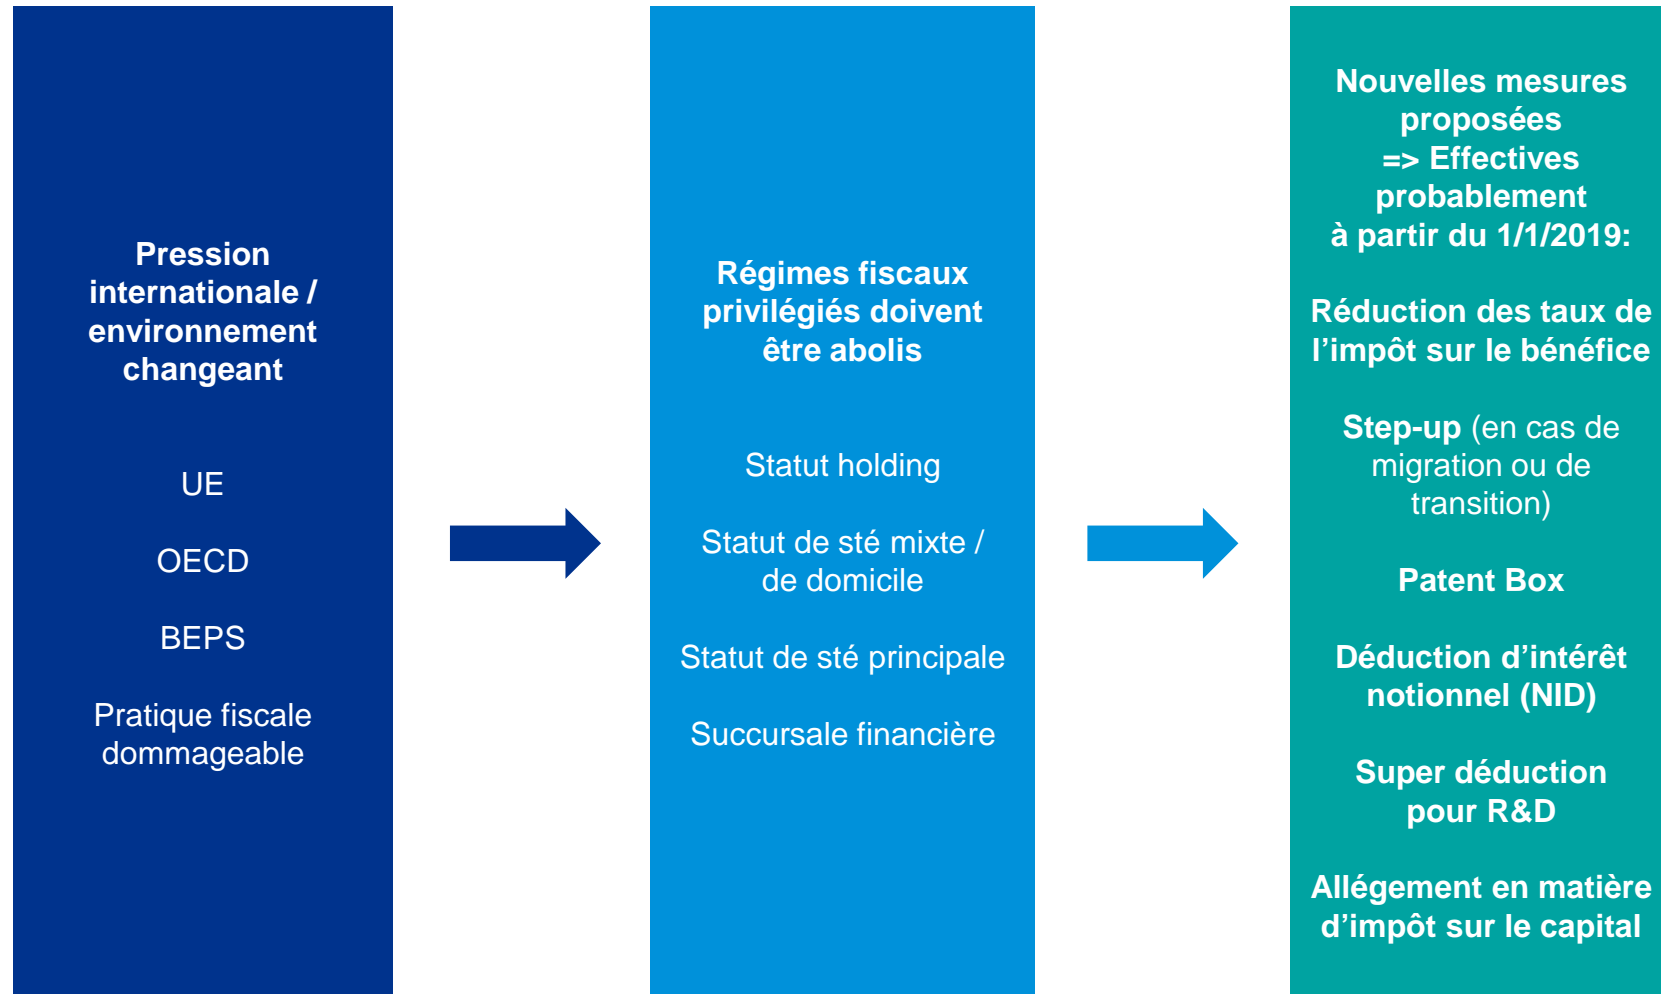 Pression
internationale /
environnement
changeant
UE
OECD
BEPS
Pratique fiscale
dommageable
Régimes fiscaux
privilégiés doivent
être abolis
Statut holding
Statut de sté mixte /
de domicile
Statut de sté principale
Succursale financière
Nouvelles mesures
proposées
=> Effectives
probablement
à partir du 1/1/2019:
Réduction des taux de
l’impôt sur le bénéfice
Step-up (en cas de
migration ou de
transition)
Patent Box
Déduction d’intérêt
notionnel (NID)
Super déduction
pour R&D
Allégement en matière
d’impôt sur le capital